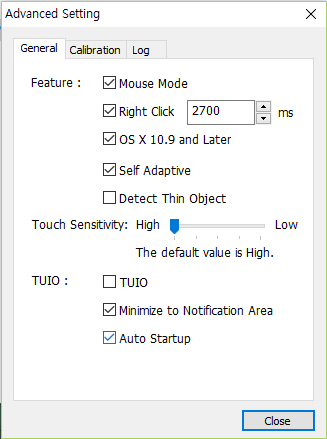 Advanced Setting
General Calibration Log
Feature : Mouse Mode
Right Click 2700 ms
OS X 10.9 and Later
Self Adaptive
Detect Thin Object
Touch Sensitivity: High Low
The default value is High.
TUIO : TUIO
Minimize to Notification Area
Auto Startup
Close